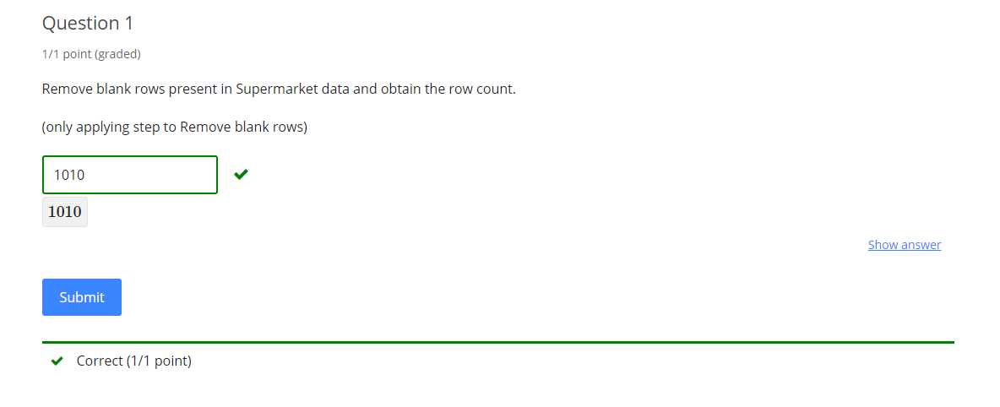 Question 1
1/1 point (graded)
Remove blank rows present in Supermarket data and obtain the row count.
(only applying step to Remove blank rows)
1010
1010
Show answer
Submit
Correct (1/1 point)